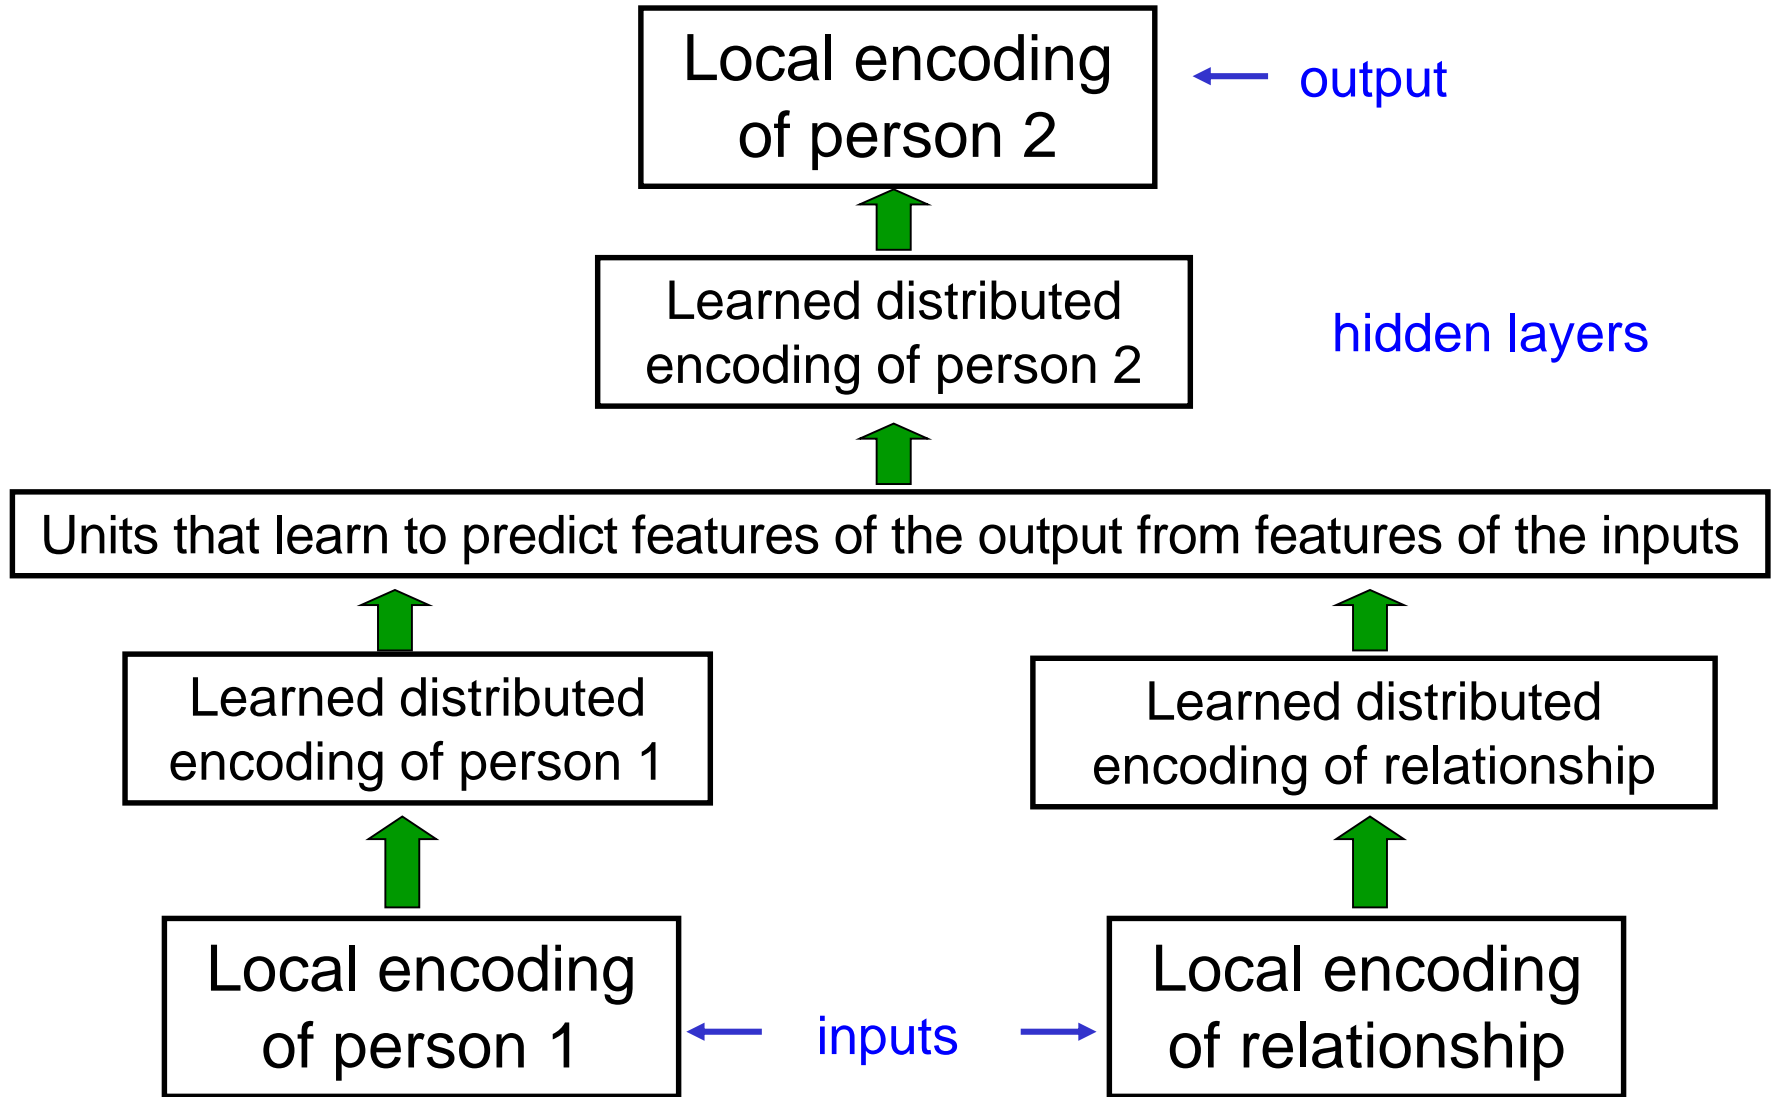 Local encoding
of person 2
output
Learned distributed
encoding of person 2
hidden layers
Units that learn to predict features of the output from features of the inputs
Learned distributed
encoding of person 1
Learned distributed
encoding of relationship
Local encoding
of person 1
inputs
Local encoding
of relationship